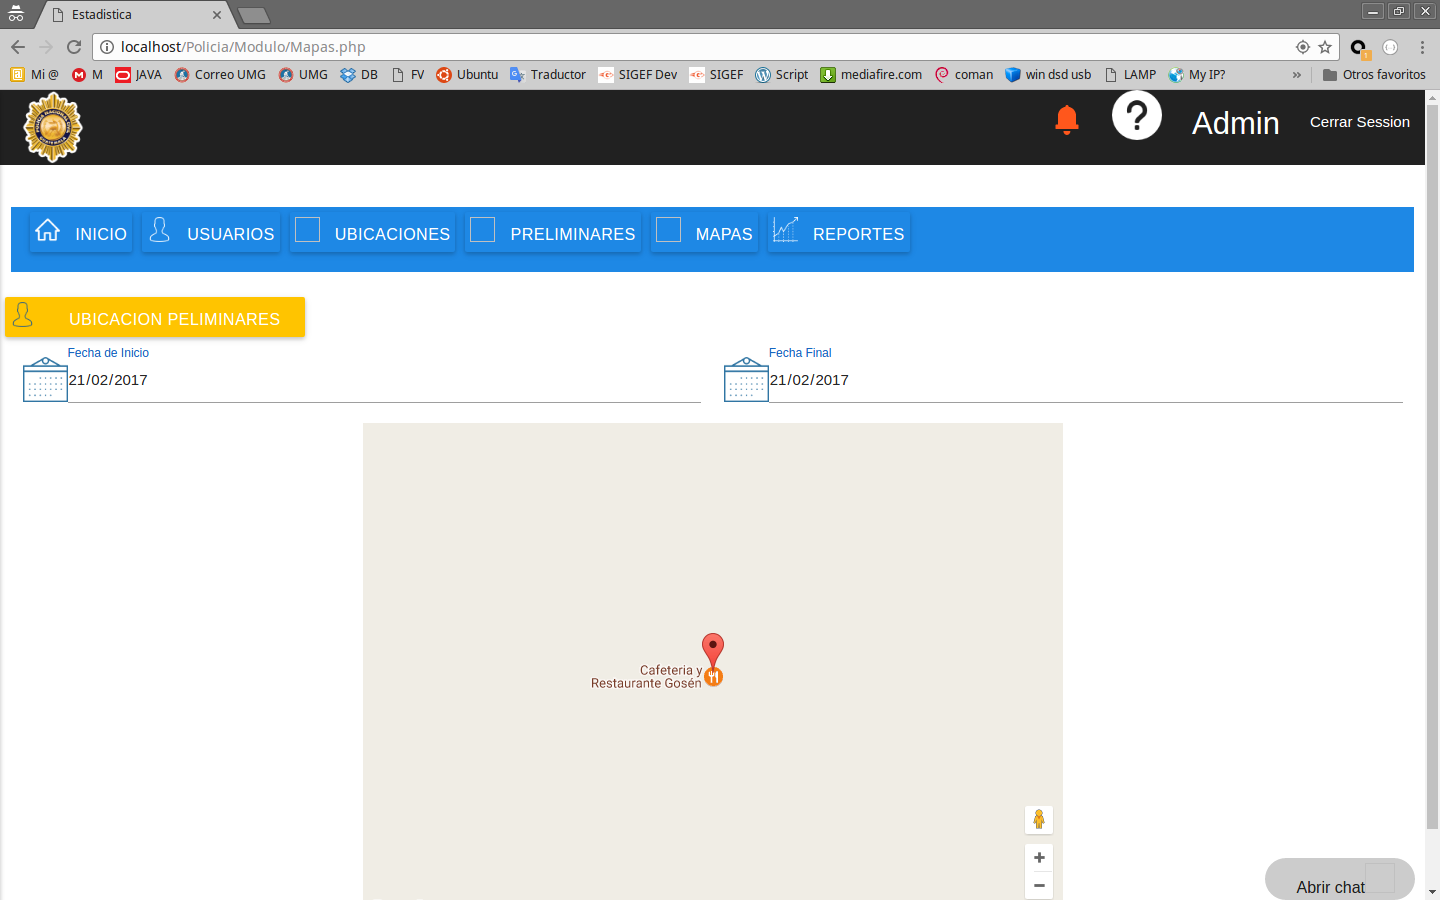 Estadistica
localhost/Policia/Modulo/Mapas.php
Mi @ M JAVA Correo UMG UMG DB FV Ubuntu Traductor SIGEF Dev SIGEF Script mediafire.com coman win dsd usb LAMP My IP? » Otros favoritos
Admin Cerrar Session
INICIO USUARIOS UBICACIONES PRELIMINARES MAPAS REPORTES
UBICACION PELIMINARES
Fecha de Inicio Fecha Final
21/02/2017 21/02/2017
Cafeteria y
Restaurante Gosén
Abrir chat